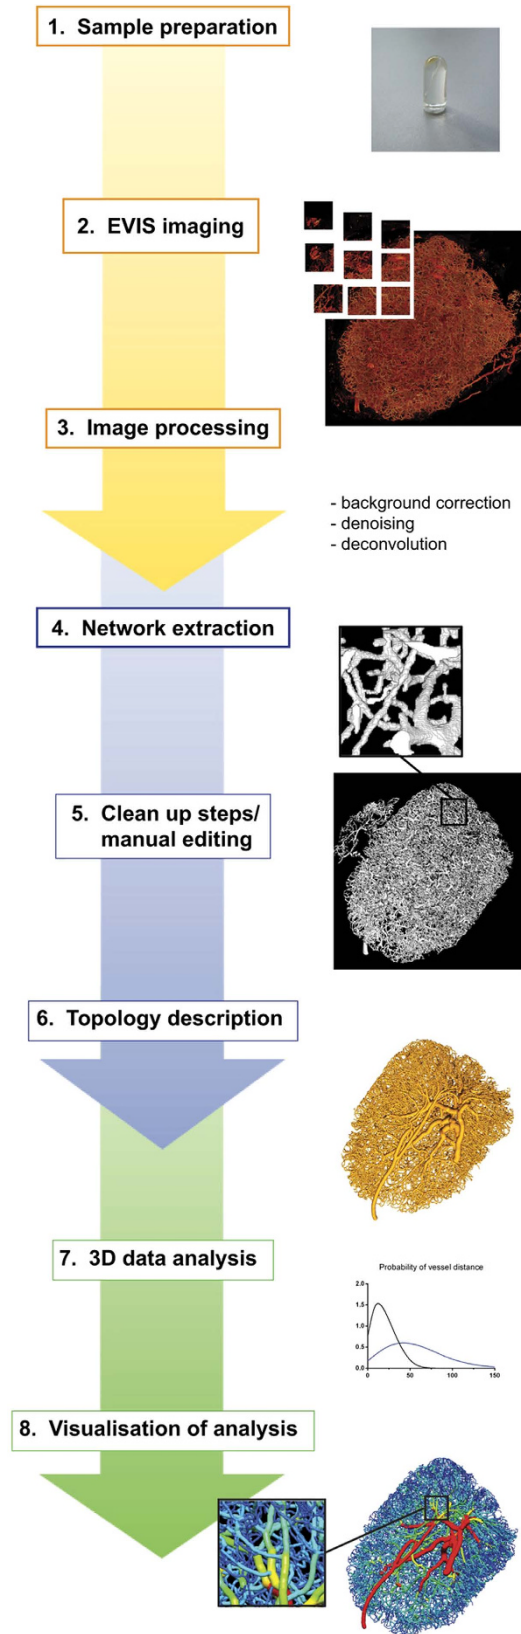 1. Sample preparation
2. EVIS imaging
3. Image processing
- background correction
- denoising
- deconvolution
4. Network extraction
5. Clean up steps/
manual editing
6. Topology description
7. 3D data analysis
Probability of vessel distance
2.0
1.5
1.0
0.5
0.0
0
50
100
150
8. Visualisation of analysis